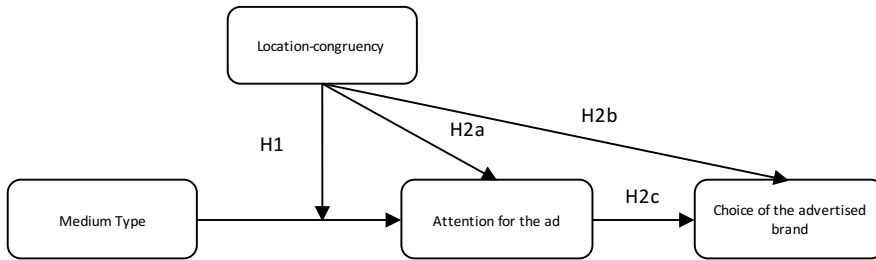 Location-congruency
H2b
H2a
H1
H2c
Medium Type
Attention for the ad
Choice of the advertised
brand